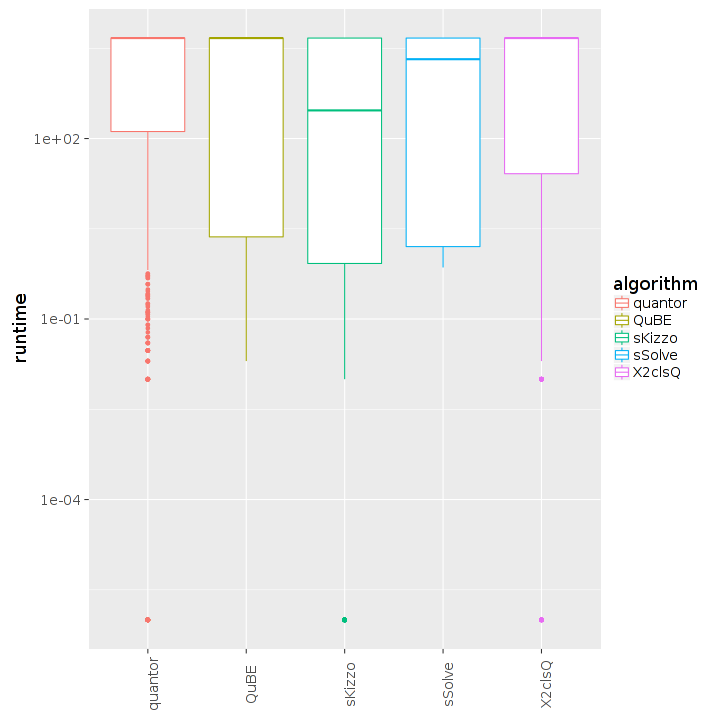 1e+02
1e-01
1e-04
runtime
quantor
QuBE
sKizzo
sSolve
X2clsQ
algorithm
quantor
QuBE
sKizzo
sSolve
X2clsQ